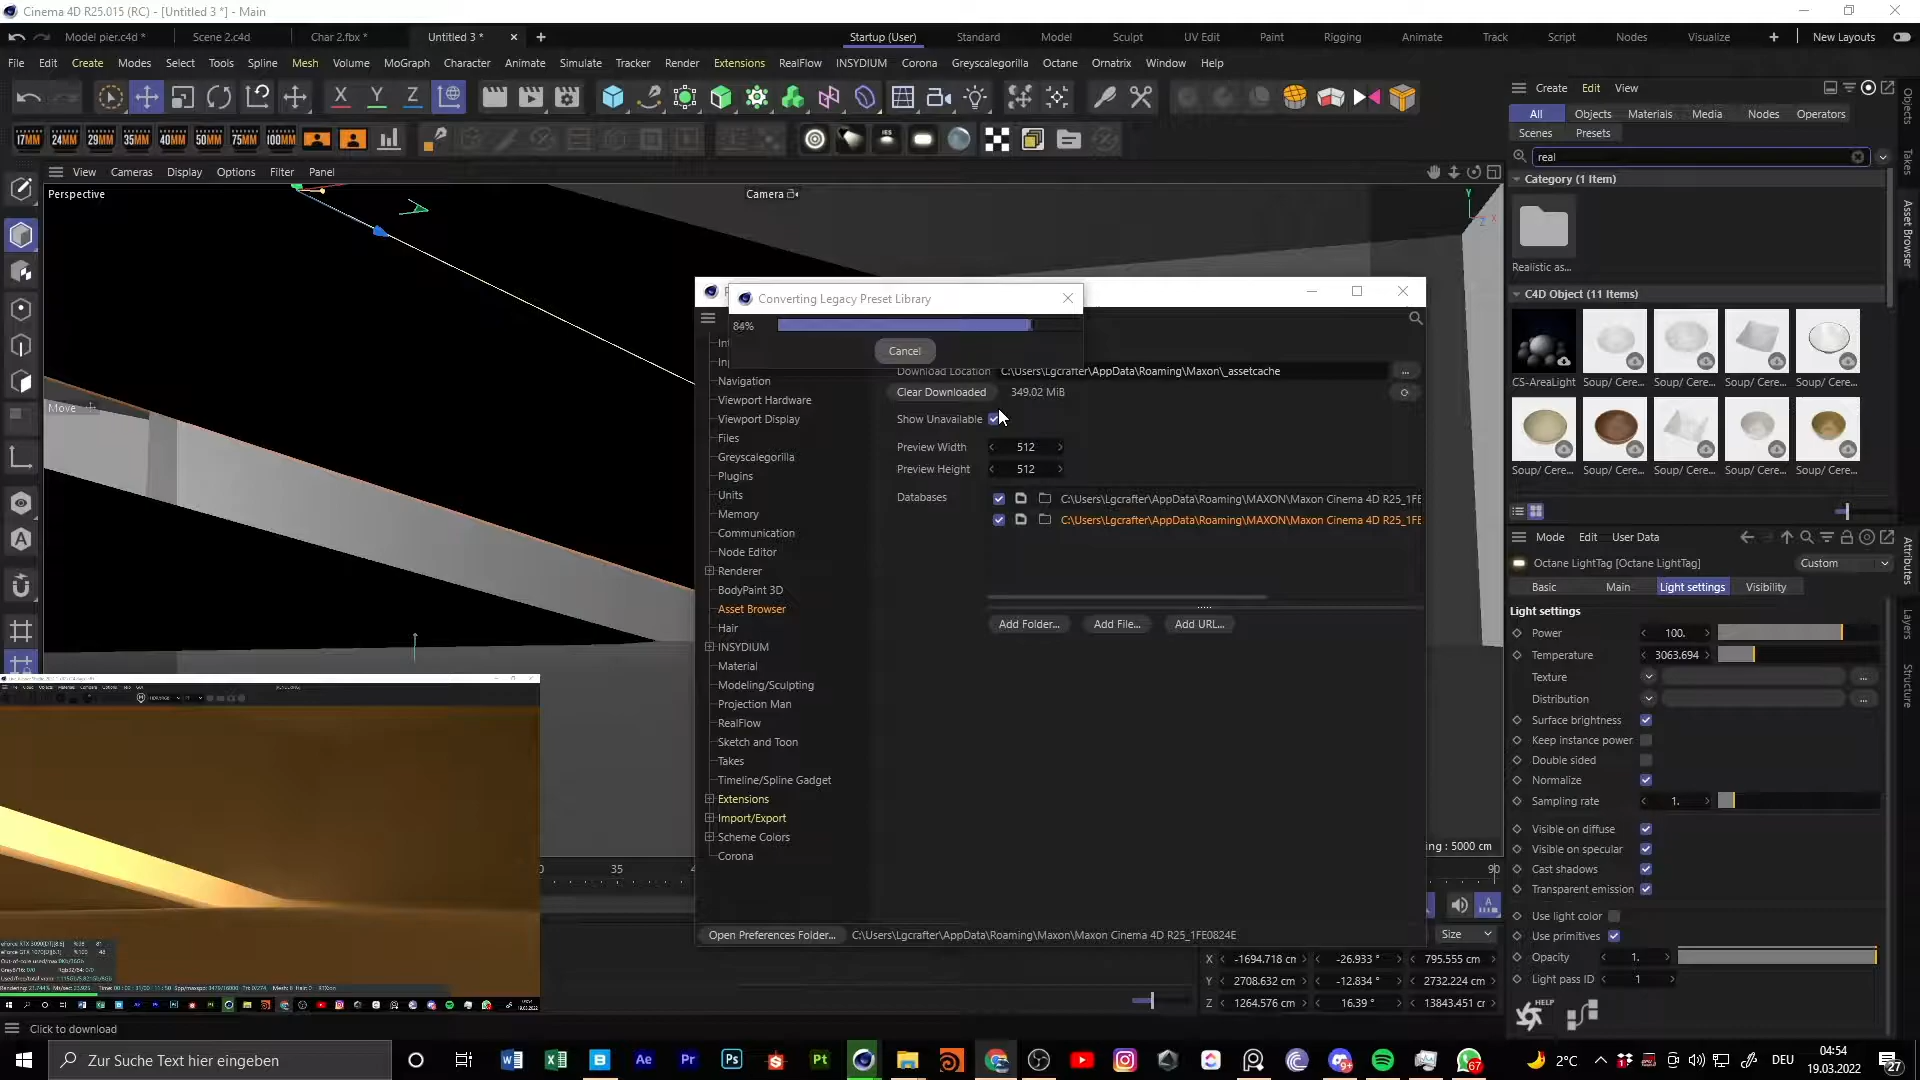 Cinema 4D R25.015 (RC) - [Untitled 3 *] - Main
Model pier.c4d *
Scene 2.c4d
Char 2.fbx *
Untitled 3 *
Startup (User)
Standard
Model
Sculpt
UV Edit
Paint
Rigging
Animate
Track
Script
Nodes
Visualize
New Layouts
File Edit Create Modes Select Tools Spline Mesh Volume MoGraph Character Animate Simulate Tracker Render Extensions RealFlow INSYDIUM Corona Greyscalegorilla Octane Ornatrix Window Help
X Y Z
17MM 24MM 29MM 35MM 40MM 50MM 75MM 100MM
IES
View Cameras Display Options Filter Panel
Perspective
Camera
Y
X
Z
Move
Create Edit View
All Objects Materials Media Nodes Operators
Scenes Presets
real
Category (1 Item)
Realistic as...
C4D Object (11 Items)
CS-AreaLight Soup/ Cere... Soup/ Cere... Soup/ Cere... Soup/ Cere...
Soup/ Cere... Soup/ Cere... Soup/ Cere... Soup/ Cere... Soup/ Cere...
Objects
Takes
Asset Browser
Attributes
Layers
Structure
Converting Legacy Preset Library
84%
Cancel
Navigation
Viewport Hardware
Viewport Display
Files
Greyscalegorilla
Plugins
Units
Memory
Communication
Node Editor
Renderer
BodyPaint 3D
Asset Browser
Hair
INSYDIUM
Material
Modeling/Sculpting
Projection Man
RealFlow
Sketch and Toon
Takes
Timeline/Spline Gadget
Extensions
Import/Export
Scheme Colors
Corona
Download Location C:\Users\Lgcrafter\AppData\Roaming\Maxon\_assetcache ...
Clear Downloaded 349.02 MiB
Show Unavailable
Preview Width 512
Preview Height 512
Databases C:\Users\Lgcrafter\AppData\Roaming\MAXON\Maxon Cinema 4D R25_1FE
C:\Users\Lgcrafter\AppData\Roaming\MAXON\Maxon Cinema 4D R25_1FE
Add Folder... Add File... Add URL...
Open Preferences Folder... C:\Users\Lgcrafter\AppData\Roaming\Maxon\Maxon Cinema 4D R25_1FE0824E
Mode Edit User Data
Octane LightTag [Octane LightTag]
Custom
Basic Main Light settings Visibility
Light settings
Power 100.
Temperature 3063.694
Texture ...
Distribution ...
Surface brightness
Keep instance power
Double sided
Normalize
Sampling rate 1.
Visible on diffuse
Visible on specular
Cast shadows
Transparent emission
Use light color
Use primitives
Opacity 1.
Light pass ID 1
HELP
ing : 5000 cm
35
90
Size
X -1694.718 cm -26.933 ° 795.555 cm
Y 2708.632 cm -12.834 ° 2732.224 cm
Z 1264.576 cm 16.39 ° 13843.451 cm
Click to download
Zur Suche Text hier eingeben
Ae Pr Ps Pt
9+
67
2°C
DEU
04:54
19.03.2022
27